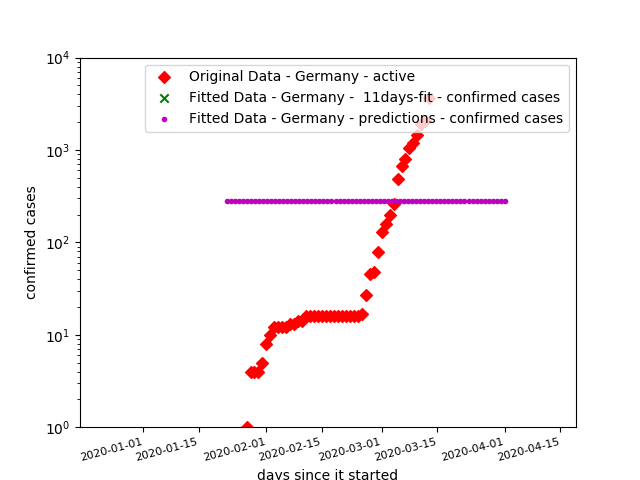 Original Data - Germany - active
Fitted Data - Germany -  11days-fit - confirmed cases
Fitted Data - Germany - predictions - confirmed cases
confirmed cases
10^4
10^3
10^2
10^1
10^0
2020-01-01 2020-01-15 2020-02-01 2020-02-15 2020-03-01 2020-03-15 2020-04-01 2020-04-15
days since it started